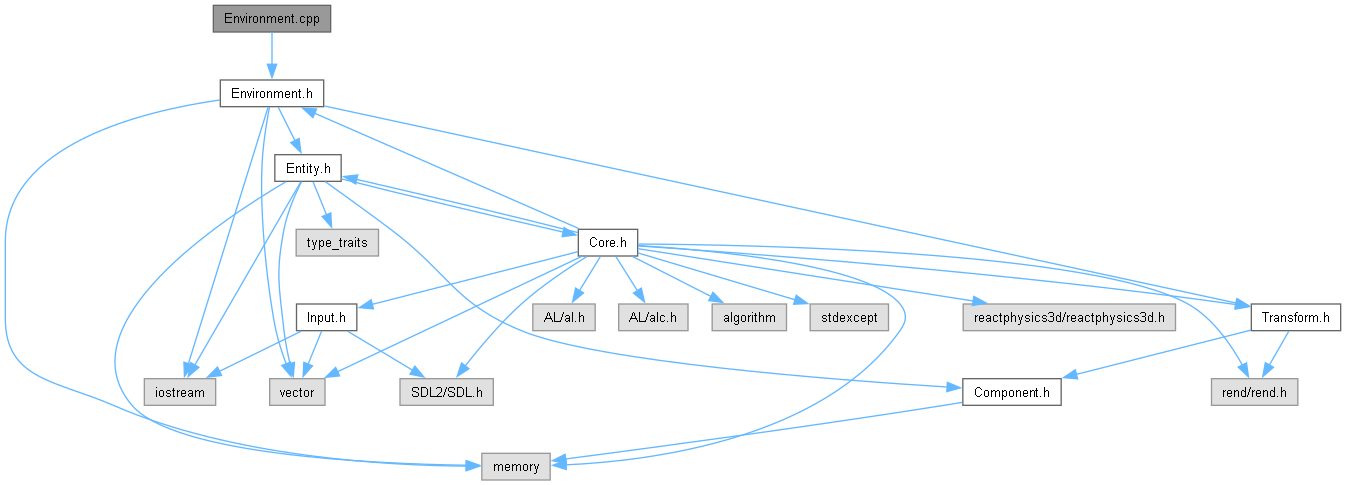 Environment.cpp
Environment.h
Entity.h
type_traits
Core.h
Input.h
AL/al.h
AL/alc.h
algorithm
stdexcept
reactphysics3d/reactphysics3d.h
Transform.h
iostream
vector
SDL2/SDL.h
Component.h
rend/rend.h
memory